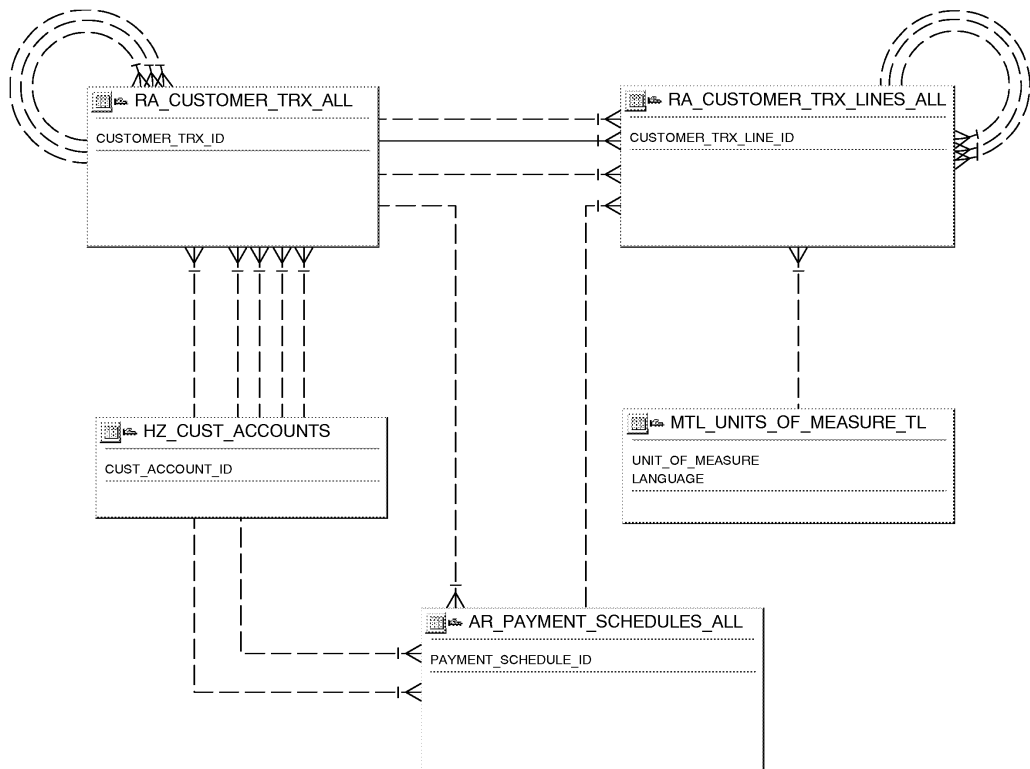 RA_CUSTOMER_TRX_ALL
CUSTOMER_TRX_ID
RA_CUSTOMER_TRX_LINES_ALL
CUSTOMER_TRX_LINE_ID
HZ_CUST_ACCOUNTS
CUST_ACCOUNT_ID
MTL_UNITS_OF_MEASURE_TL
UNIT_OF_MEASURE
LANGUAGE
AR_PAYMENT_SCHEDULES_ALL
PAYMENT_SCHEDULE_ID